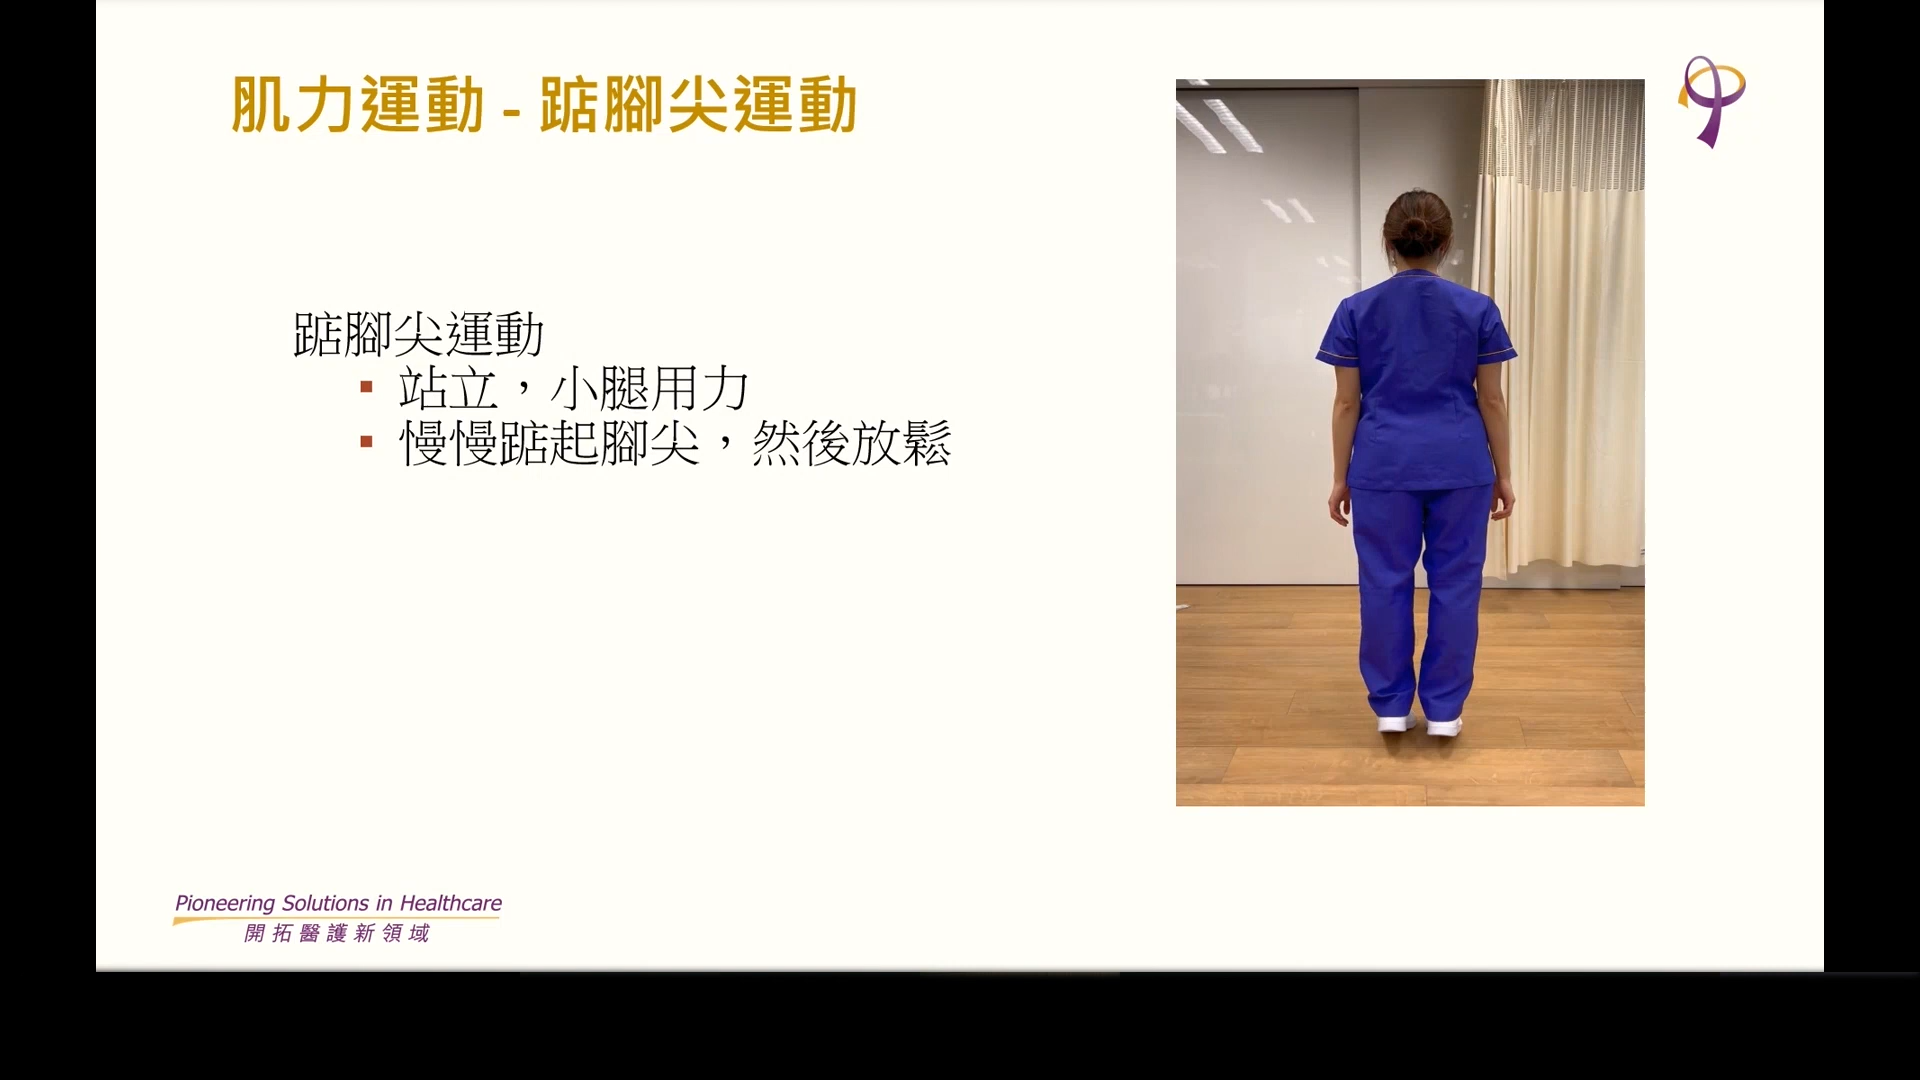 肌力運動 - 踮腳尖運動
踮腳尖運動
▪ 站立，小腿用力
▪ 慢慢踮起腳尖，然後放鬆
Pioneering Solutions in Healthcare
開拓醫護新領域